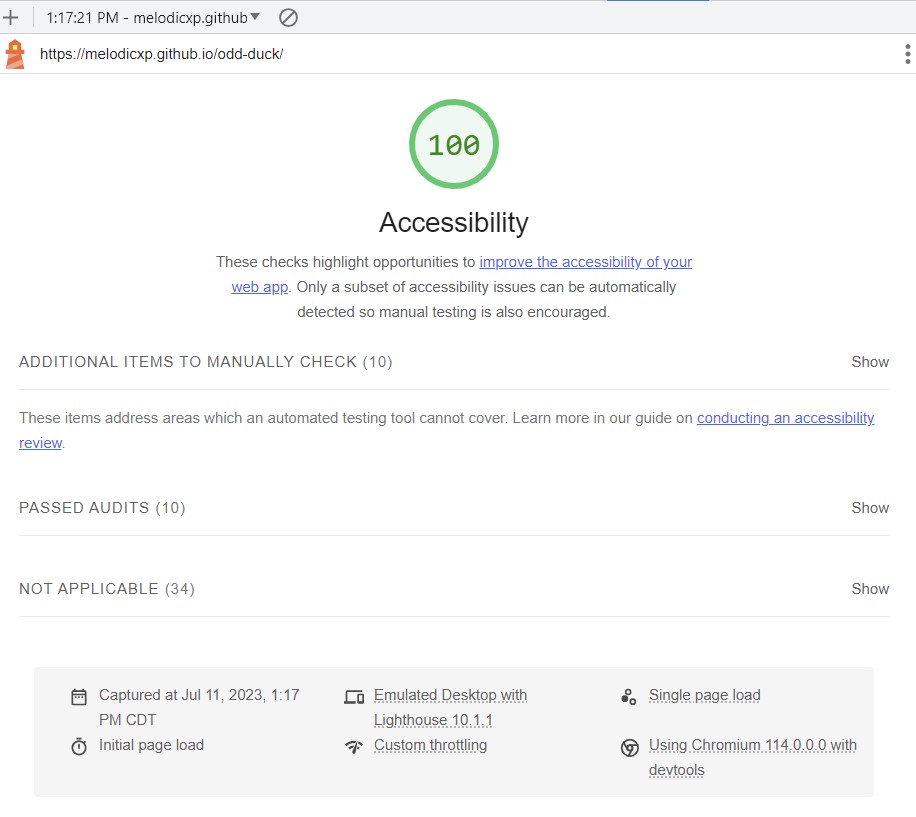 1:17:21 PM - melodicxp.github
https://melodicxp.github.io/odd-duck/
100
Accessibility
These checks highlight opportunities to improve the accessibility of your
web app. Only a subset of accessibility issues can be automatically
detected so manual testing is also encouraged.
ADDITIONAL ITEMS TO MANUALLY CHECK (10)
Show
These items address areas which an automated testing tool cannot cover. Learn more in our guide on conducting an accessibility
review.
PASSED AUDITS (10)
Show
NOT APPLICABLE (34)
Show
Captured at Jul 11, 2023, 1:17
PM CDT
Emulated Desktop with
Lighthouse 10.1.1
Single page load
Initial page load
Custom throttling
Using Chromium 114.0.0.0 with
devtools